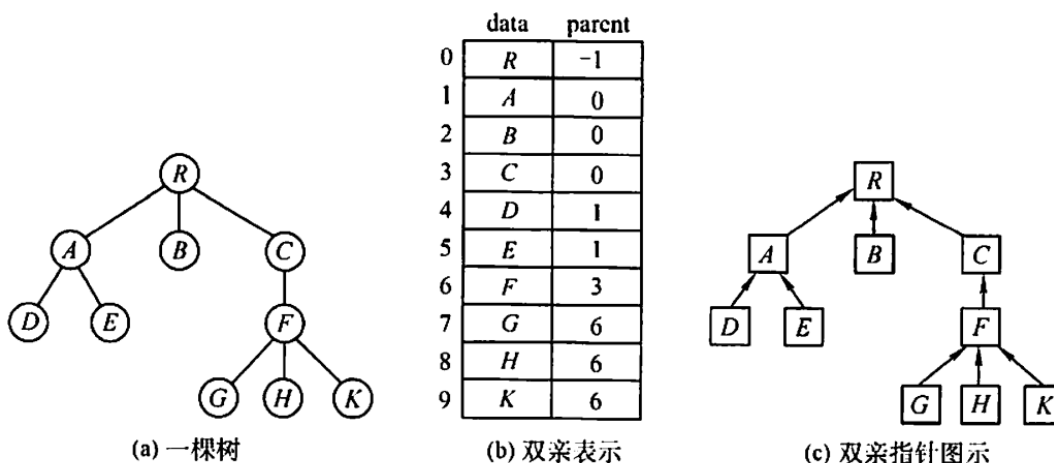 data parent
0 R -1
1 A 0
2 B 0
3 C 0
4 D 1
5 E 1
6 F 3
7 G 6
8 H 6
9 K 6
R
A B C
D E
F
G H K
R
A B C
D E F
G H K
(a) 一棵树
(b) 双亲表示
(c) 双亲指针图示